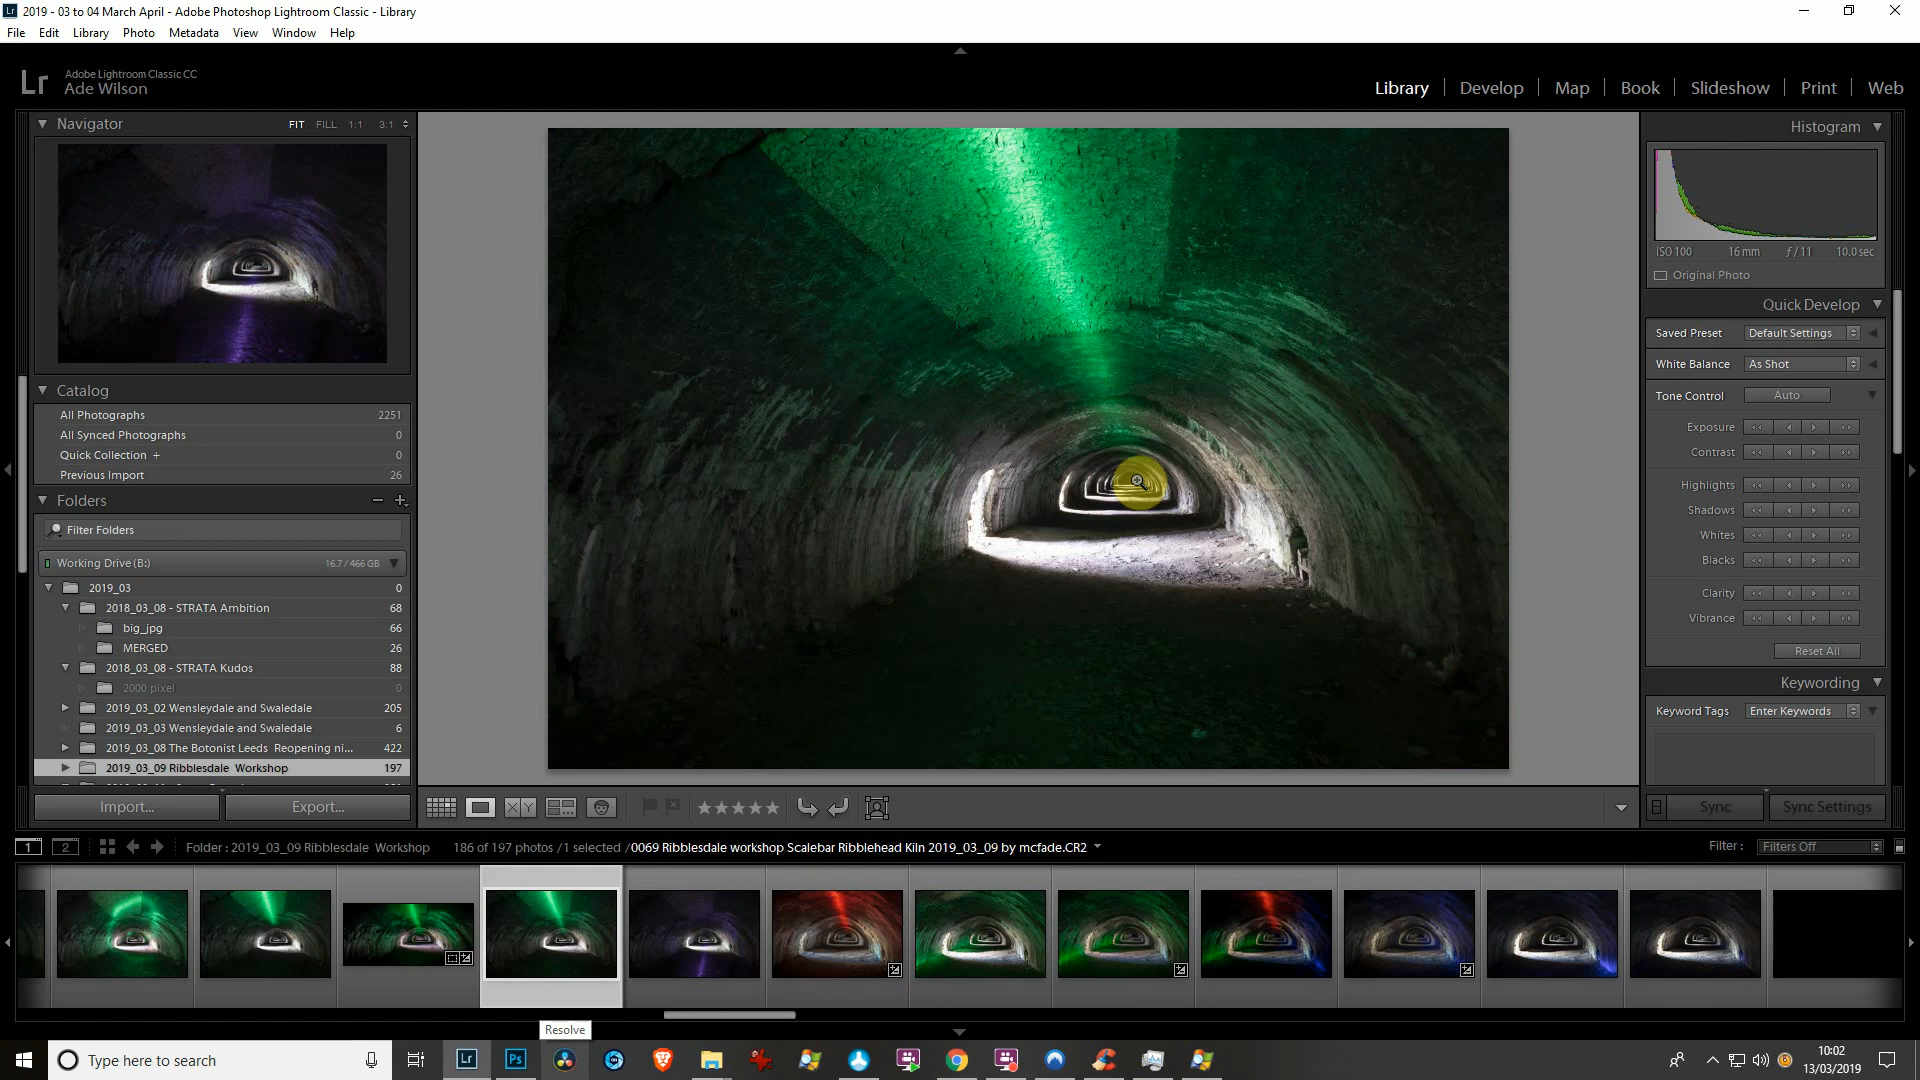 2019 - 03 to 04 March April - Adobe Photoshop Lightroom Classic - Library
File Edit Library Photo Metadata View Window Help
Lr
Adobe Lightroom Classic CC
Ade Wilson
Library Develop Map Book Slideshow Print Web
Navigator FIT FILL 1:1 3:1
Catalog
All Photographs 2251
All Synced Photographs 0
Quick Collection + 0
Previous Import 26
Folders
Filter Folders
Working Drive (B:) 16.7 / 466 GB
2019_03 0
2018_03_08 - STRATA Ambition 68
big_jpg 66
MERGED 26
2018_03_08 - STRATA Kudos 88
2000 pixel 0
2019_03_02 Wensleydale and Swaledale 205
2019_03_03 Wensleydale and Swaledale 6
2019_03_08 The Botonist Leeds Reopening ni... 422
2019_03_09 Ribblesdale Workshop 197
Import... Export...
Histogram
ISO 100 16 mm ƒ / 11 10.0 sec
Original Photo
Quick Develop
Saved Preset Default Settings
White Balance As Shot
Tone Control Auto
Exposure
Contrast
Highlights
Shadows
Whites
Blacks
Clarity
Vibrance
Reset All
Keywording
Keyword Tags Enter Keywords
Sync Sync Settings
X Y
1 2 Folder : 2019_03_09 Ribblesdale Workshop 186 of 197 photos / 1 selected / 0069 Ribblesdale workshop Scalebar Ribblehead Kiln 2019_03_09 by mcfade.CR2 Filter : Filters Off
Resolve
Type here to search
Lr Ps
10:02
13/03/2019